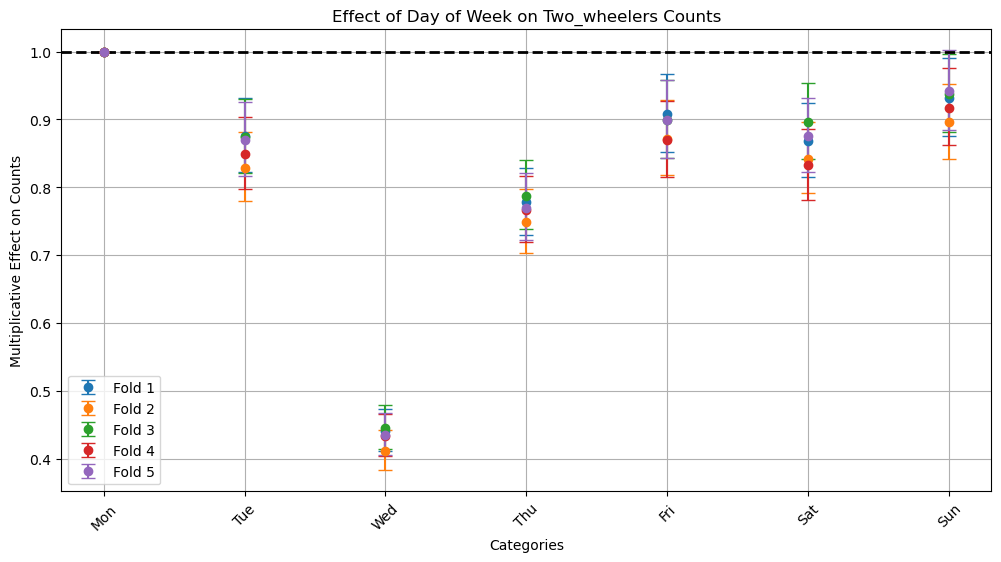 Effect of Day of Week on Two_wheelers Counts
Multiplicative Effect on Counts
1.0
0.9
0.8
0.7
0.6
0.5
0.4
Fold 1
Fold 2
Fold 3
Fold 4
Fold 5
Mon
Tue
Wed
Thu
Fri
Sat
Sun
Categories